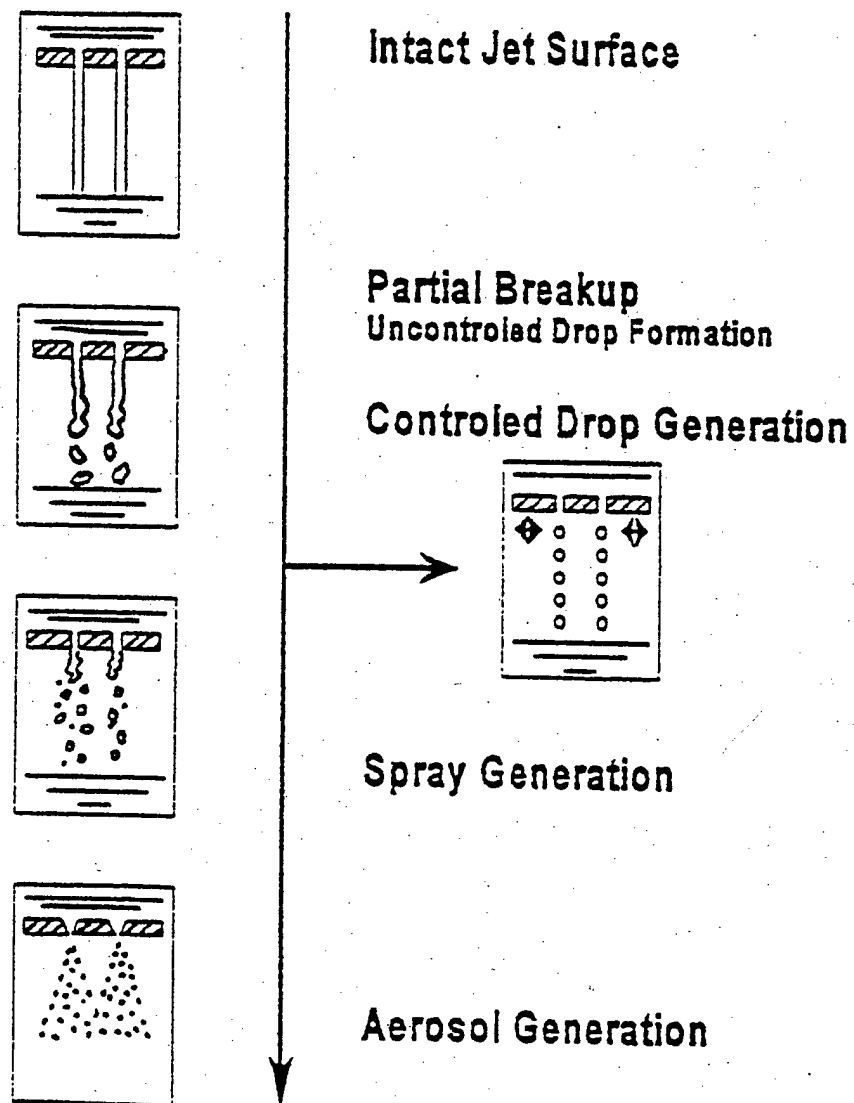 Intact Jet Surface
Partial Breakup
Uncontroled Drop Formation
Controled Drop Generation
Spray Generation
Aerosol Generation